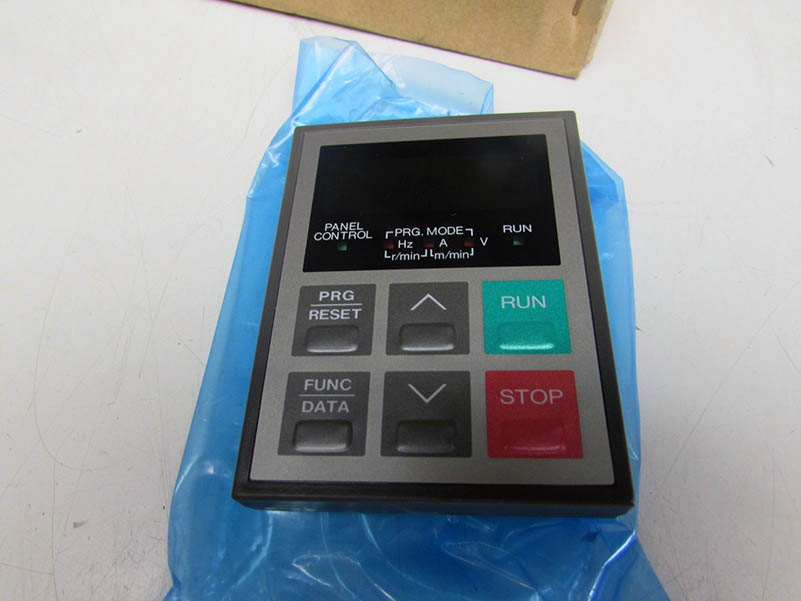 PANEL
CONTROL
PRG. MODE
Hz A V
r/min m/min
RUN
PRG
RESET
RUN
FUNC
DATA
STOP